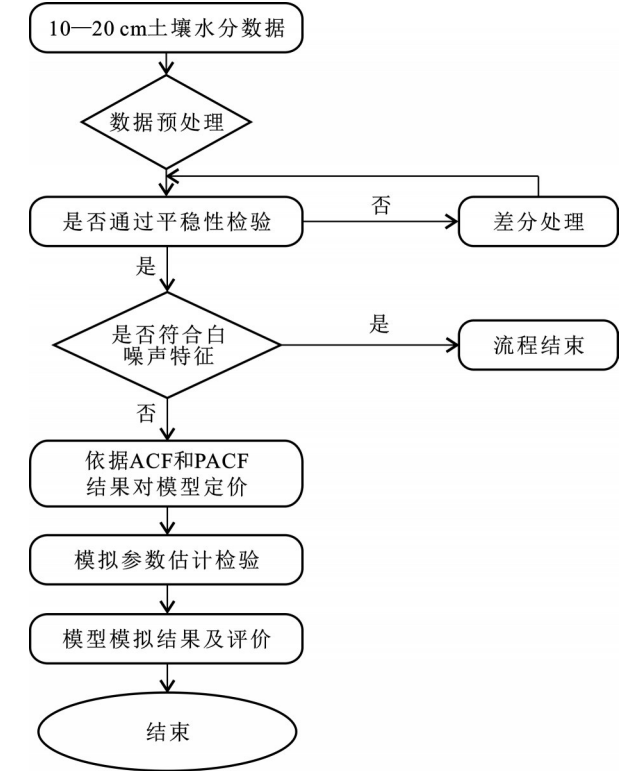 10—20 cm土壤水分数据
数据预处理
是否通过平稳性检验
否
差分处理
是
是否符合白
噪声特征
是
流程结束
否
依据ACF和PACF
结果对模型定价
模拟参数估计检验
模型模拟结果及评价
结束